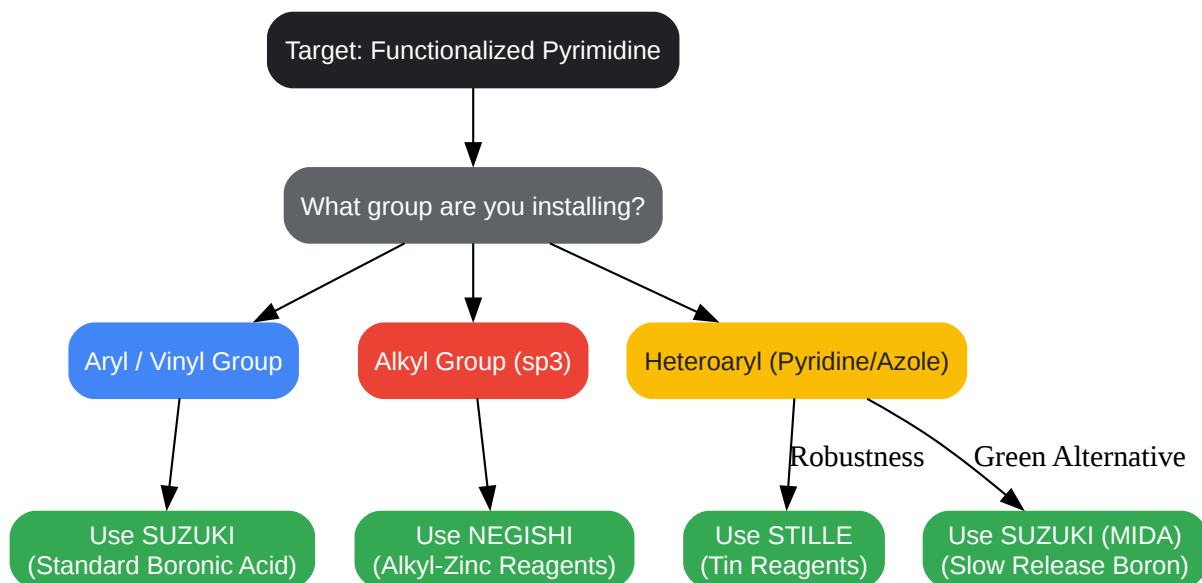 Target: Functionalized Pyrimidine
What group are you installing?
Aryl / Vinyl Group
Alkyl Group (sp3)
Heteroaryl (Pyridine/Azole)
Robustness
Green Alternative
Use SUZUKI
(Standard Boronic Acid)
Use NEGISHI
(Alkyl-Zinc Reagents)
Use STILLE
(Tin Reagents)
Use SUZUKI (MIDA)
(Slow Release Boron)